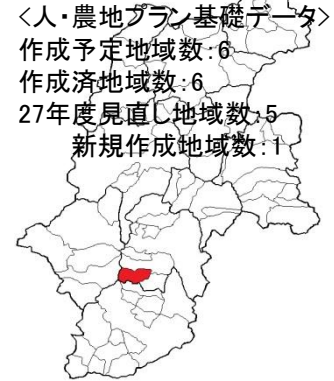 <人・農地プラン基礎データ>
作成予定地域数:6
作成済地域数:6
27年度見直し地域数:5
新規作成地域数:1